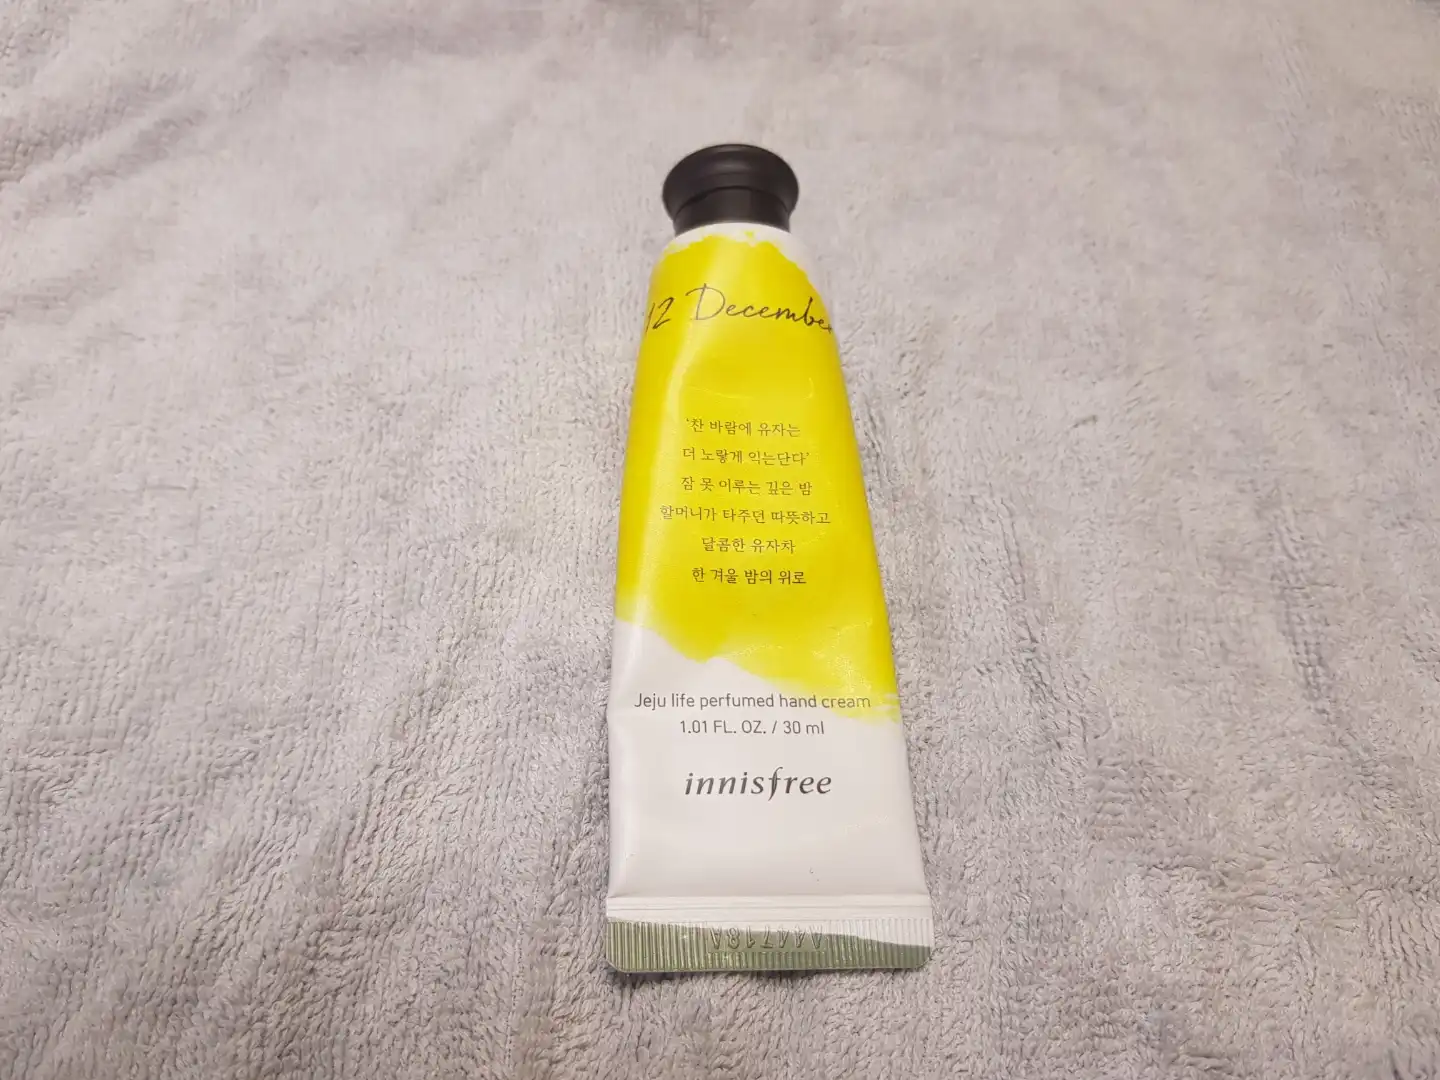 12 December
'찬 바람에 유자는
더 노랗게 익는단다'
잠 못 이루는 깊은 밤
할머니가 타주던 따뜻하고
달콤한 유자차
한 겨울 밤의 위로
Jeju life perfumed hand cream
1.01 FL. OZ. / 30 ml
innisfree